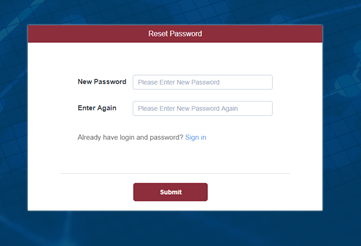 Reset Password
New Password Please Enter New Password
Enter Again Please Enter New Password Again
Already have login and password? Sign in
Submit